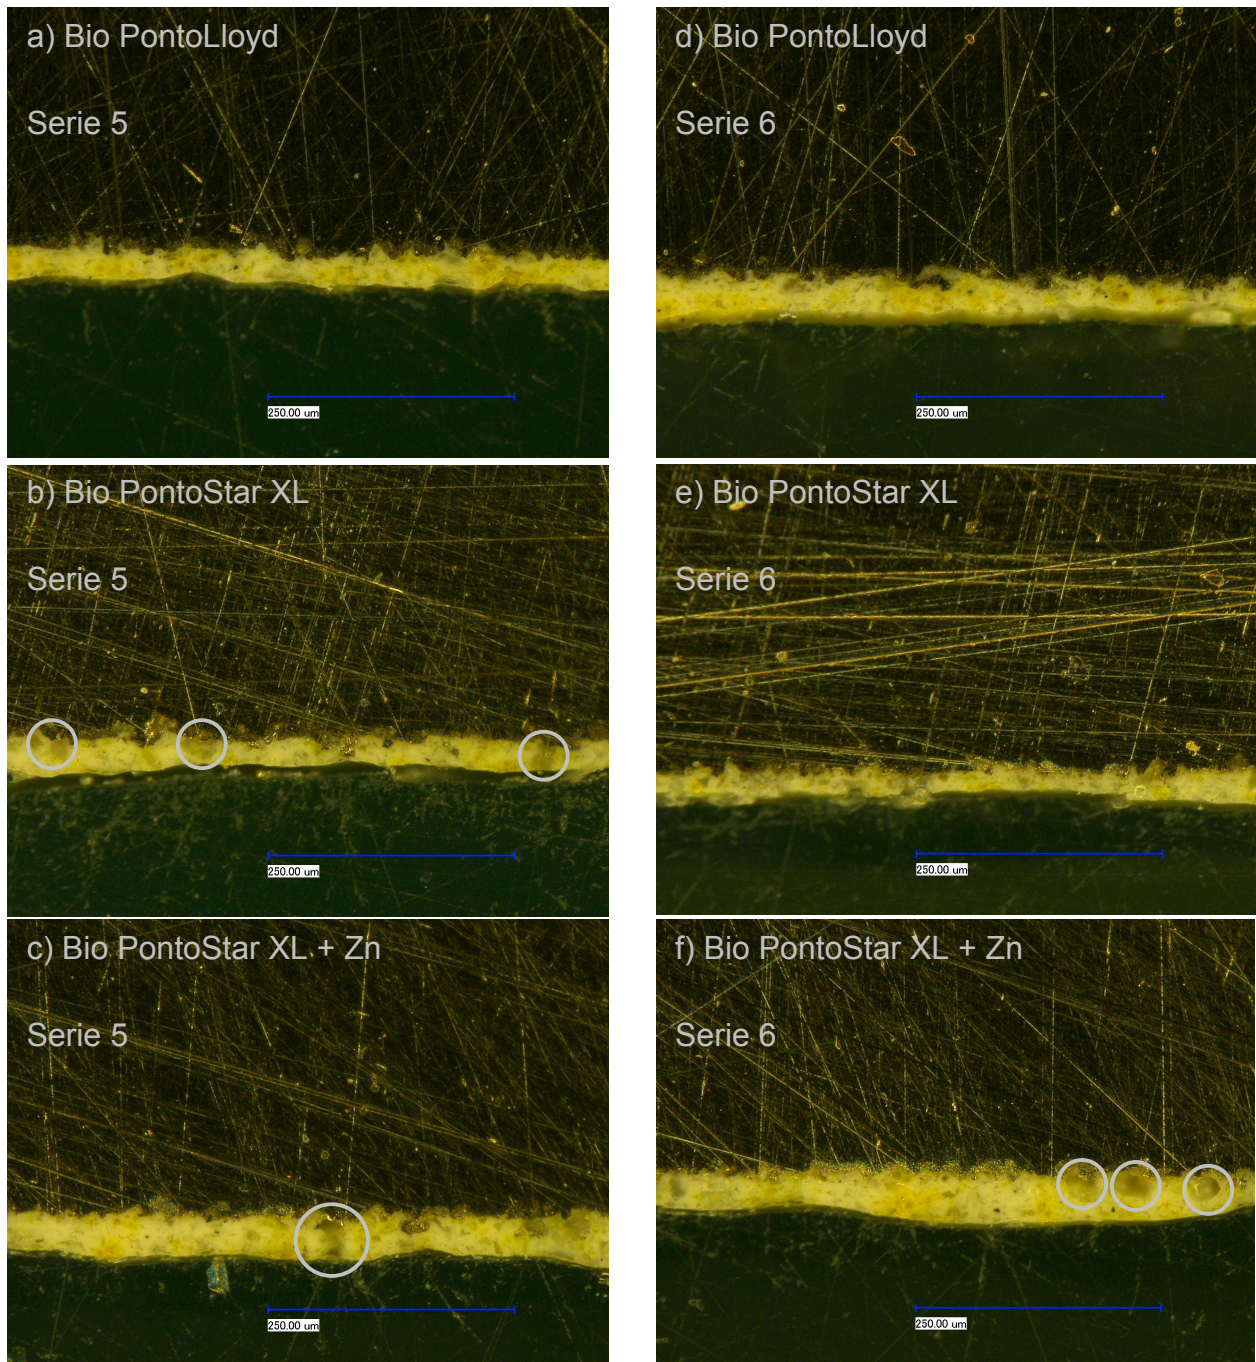 a) Bio PontoLloyd
Serie 5
250.00 um
d) Bio PontoLloyd
Serie 6
250.00 um
b) Bio PontoStar XL
Serie 5
250.00 um
e) Bio PontoStar XL
Serie 6
250.00 um
c) Bio PontoStar XL + Zn
Serie 5
250.00 um
f) Bio PontoStar XL + Zn
Serie 6
250.00 um